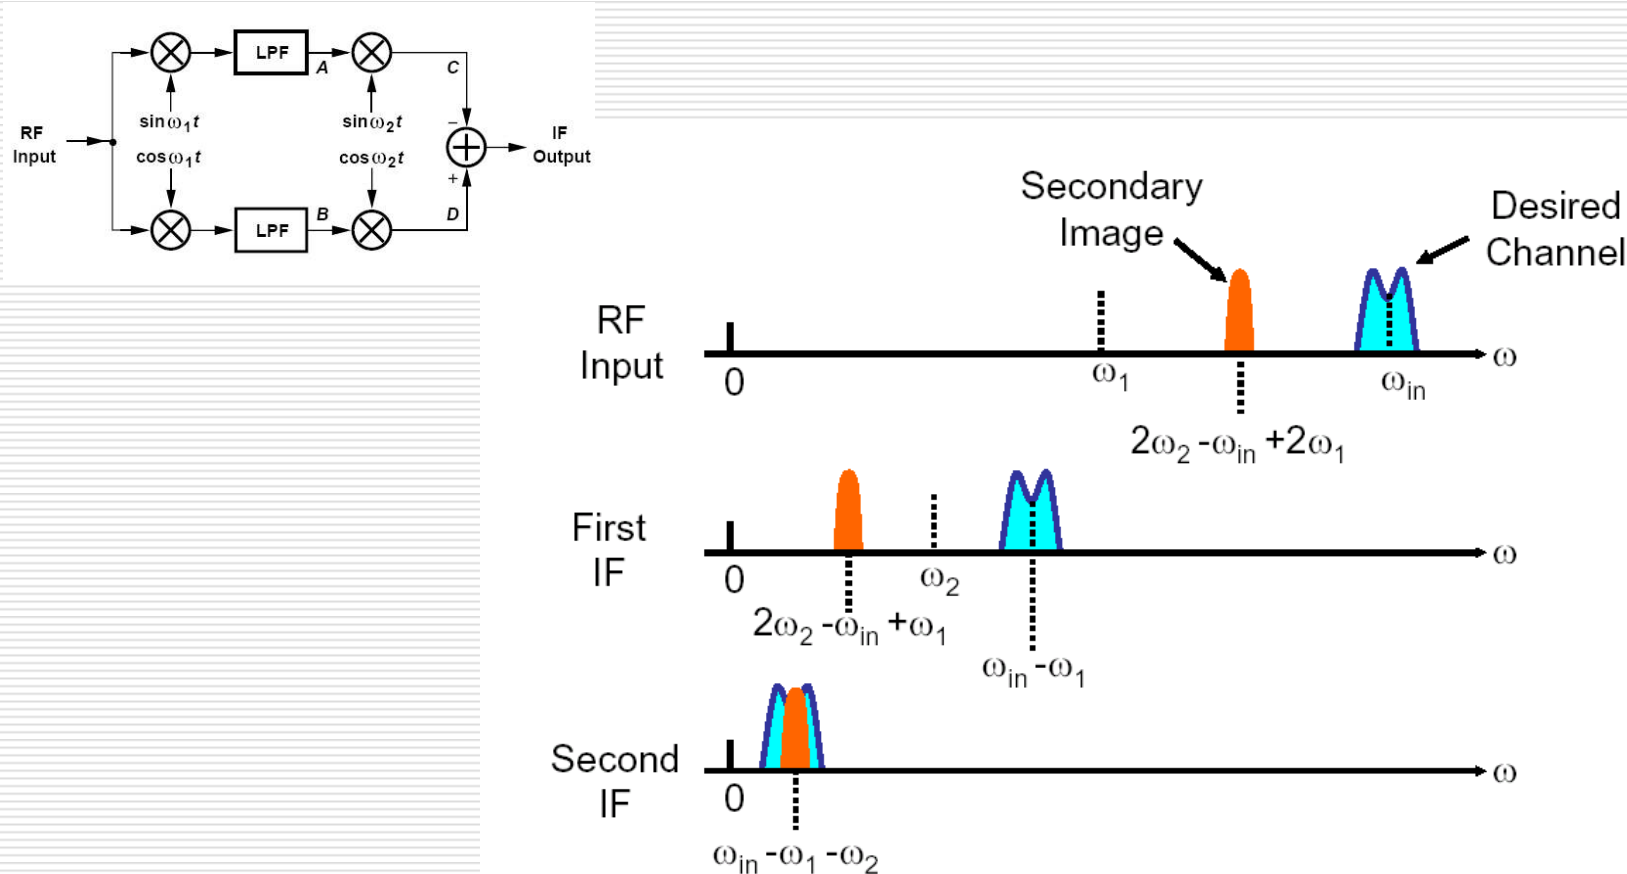 LPF
A
C
sinω₁t
sinω₂t
−
RF
Input
IF
Output
cosω₁t
cosω₂t
+
LPF
B
D
Secondary
Image
Desired
Channel
RF
Input
0
ω₁
ωin
ω
2ω₂ -ωin +2ω₁
First
IF
0
ω₂
ω
2ω₂ -ωin +ω₁
ωin -ω₁
Second
IF
0
ω
ωin -ω₁ -ω₂